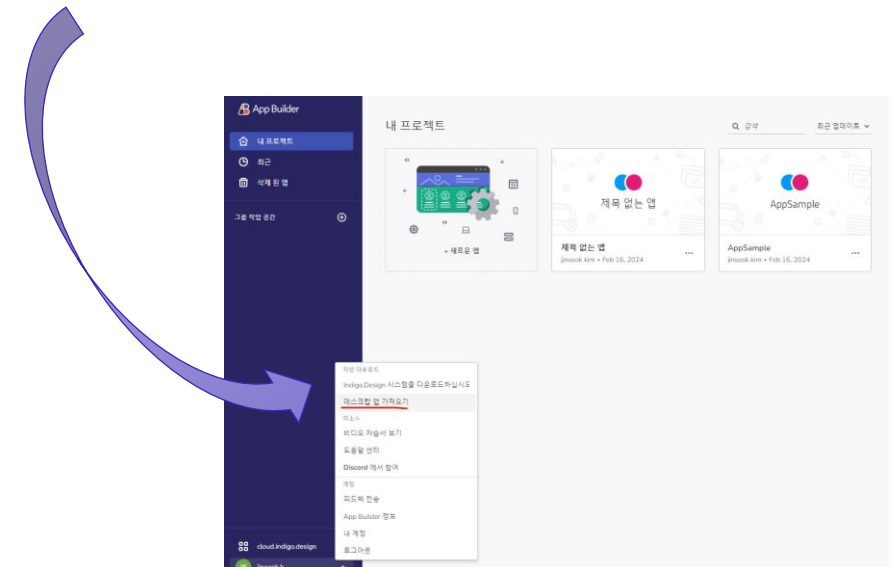 App Builder
내 프로젝트
최근
삭제 된 앱
그룹 작업 공간
내 프로젝트
검색
최근 업데이트
+ 새로운 앱
제목 없는 앱
제목 없는 앱
jinseok kim • Feb 16, 2024
AppSample
AppSample
jinseok kim • Feb 16, 2024
자산 다운로드
Indigo.Design 시스템을 다운로드하십시오
데스크탑 앱 가져오기
리소스
비디오 자습서 보기
도움말 센터
Discord 에서 참여
계정
피드백 전송
App Builder 정보
내 계정
로그아웃
cloud.indigo.design